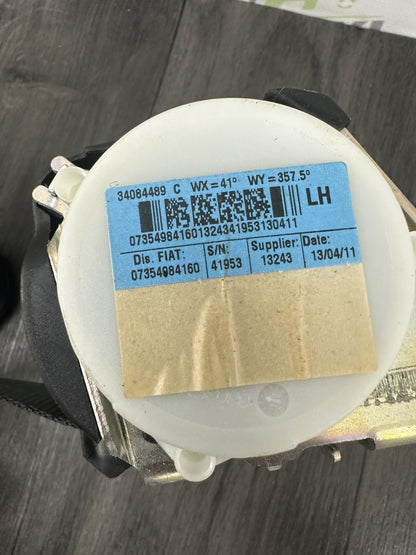 34084489 C WX=41° WY=357.5°
LH
07354984160132434195313041​1
Dis. FIAT: S/N: Supplier: Date:
07354984160 41953 13243 13/04/11